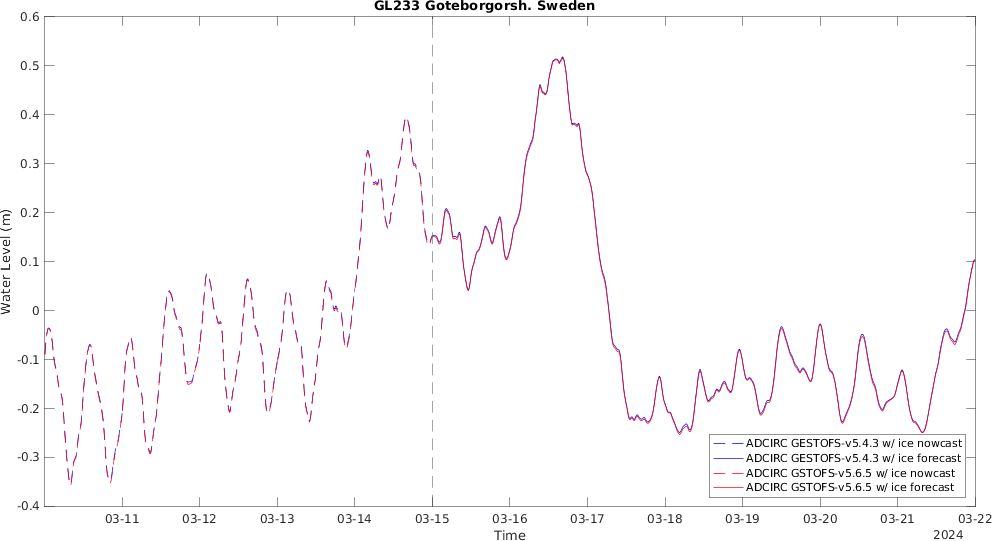 GL233 Goteborgorsh. Sweden
Water Level (m)
0.6
0.5
0.4
0.3
0.2
0.1
0
-0.1
-0.2
-0.3
-0.4
ADCIRC GESTOFS-v5.4.3 w/ ice nowcast
ADCIRC GESTOFS-v5.4.3 w/ ice forecast
ADCIRC GSTOFS-v5.6.5 w/ ice nowcast
ADCIRC GSTOFS-v5.6.5 w/ ice forecast
03-11 03-12 03-13 03-14 03-15 03-16 03-17 03-18 03-19 03-20 03-21 03-22
Time
2024